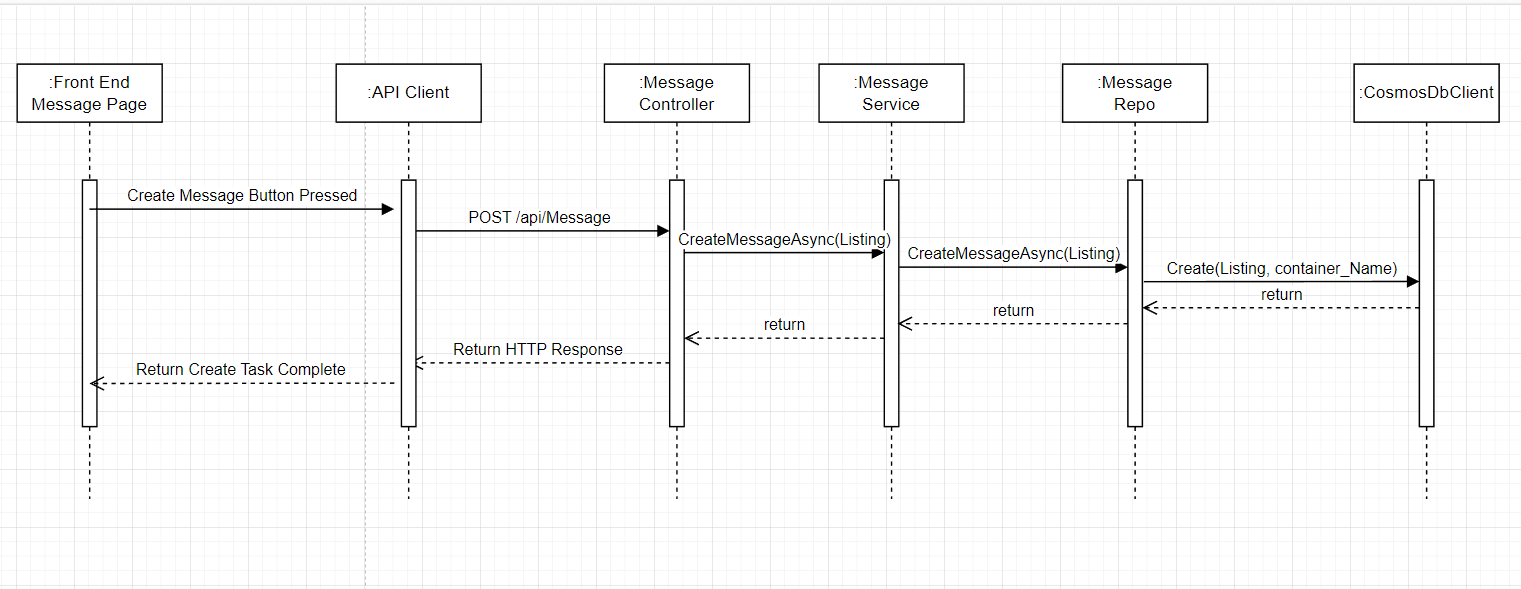 :Front End
Message Page
:API Client
:Message
Controller
:Message
Service
:Message
Repo
:CosmosDbClient
Create Message Button Pressed
POST /api/Message
CreateMessageAsync(Listing)
CreateMessageAsync(Listing)
Create(Listing, container_Name)
return
return
return
Return HTTP Response
Return Create Task Complete